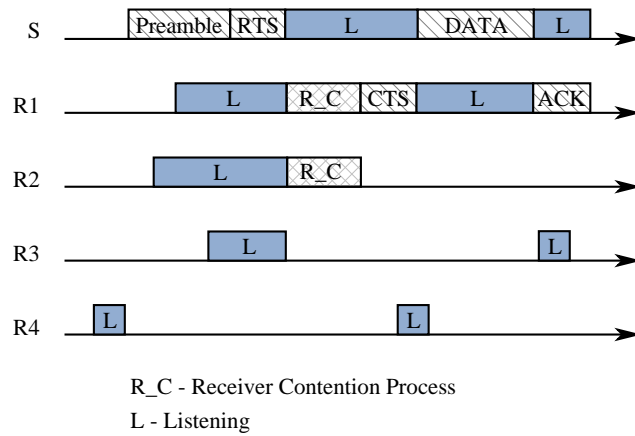 S Preamble RTS L DATA L
R1 L R_C CTS L ACK
R2 L R_C
R3 L L
R4 L L
R_C - Receiver Contention Process
L - Listening